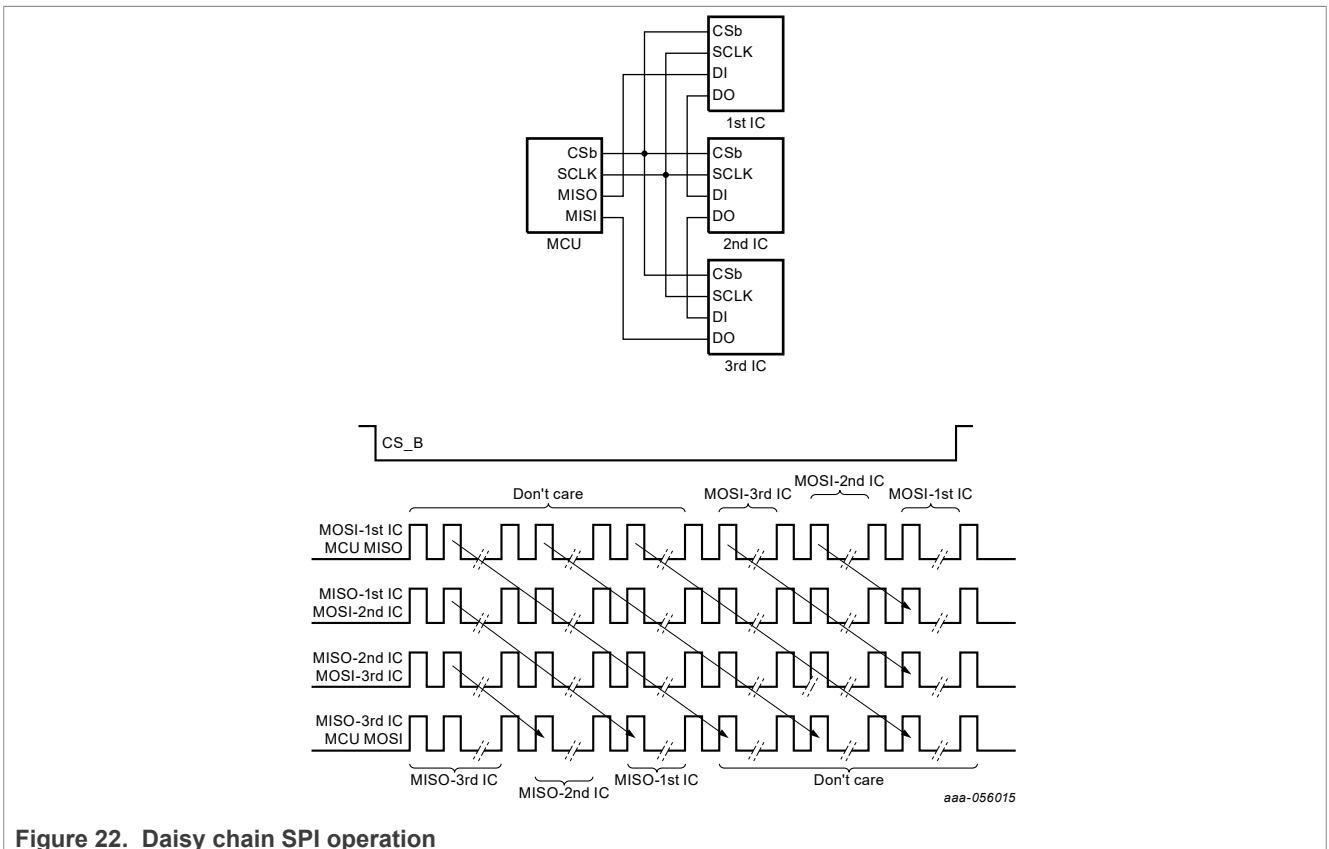 CSb
SCLK
DI
DO
1st IC
CSb
SCLK
MISO
MISI
MCU
CSb
SCLK
DI
DO
2nd IC
CSb
SCLK
DI
DO
3rd IC
CS_B
Don't care
MOSI-3rd IC
MOSI-2nd IC
MOSI-1st IC
MOSI-1st IC
MCU MISO
MISO-1st IC
MOSI-2nd IC
MISO-2nd IC
MOSI-3rd IC
MISO-3rd IC
MCU MOSI
MISO-3rd IC
MISO-2nd IC
MISO-1st IC
Don't care
aaa-056015
Figure 22. Daisy chain SPI operation